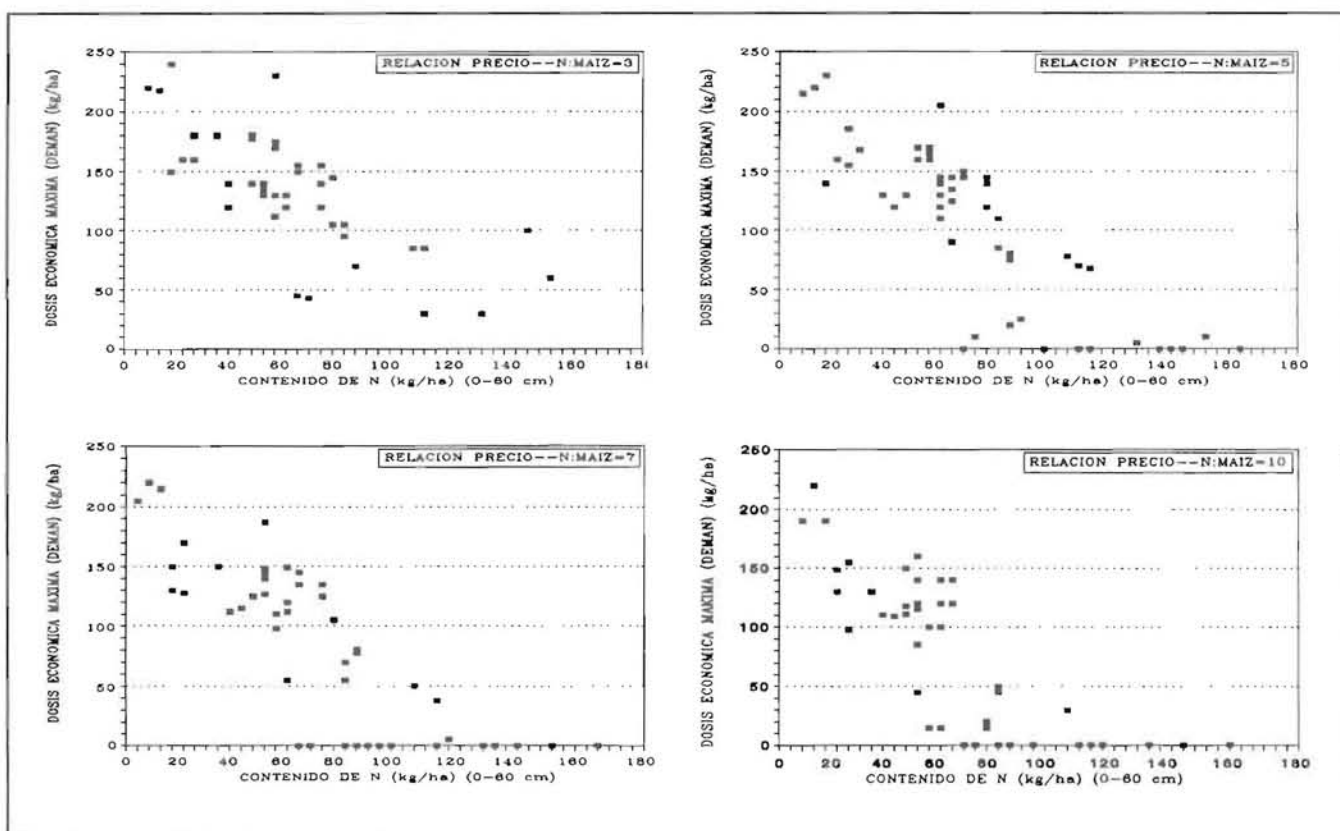 RELACION PRECIO--N:MAIZ=3
DOSIS ECONOMICA MAXIMA (DEMAN) (kg/ha)
250
200
150
100
50
0
0 20 40 60 80 100 120 140 160 180
CONTENIDO DE N (kg/ha) (0-60 cm)
RELACION PRECIO--N:MAIZ=5
DOSIS ECONOMICA MAXIMA (DEMAN) (kg/ha)
250
200
150
100
50
0
0 20 40 60 80 100 120 140 160 180
CONTENIDO DE N (kg/ha) (0-60 cm)
RELACION PRECIO--N:MAIZ=7
DOSIS ECONOMICA MAXIMA (DEMAN) (kg/ha)
250
200
150
100
50
0
0 20 40 60 80 100 120 140 160 180
CONTENIDO DE N (kg/ha) (0-60 cm)
RELACION PRECIO--N:MAIZ=10
DOSIS ECONOMICA MAXIMA (DEMAN) (kg/ha)
250
200
150
100
50
0
0 20 40 60 80 100 120 140 160 180
CONTENIDO DE N (kg/ha) (0-60 cm)